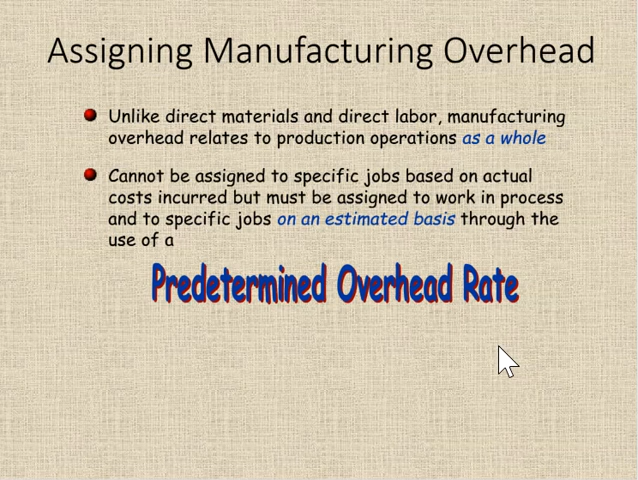 Assigning Manufacturing Overhead
Unlike direct materials and direct labor, manufacturing
overhead relates to production operations as a whole
Cannot be assigned to specific jobs based on actual
costs incurred but must be assigned to work in process
and to specific jobs on an estimated basis through the
use of a
Predetermined Overhead Rate